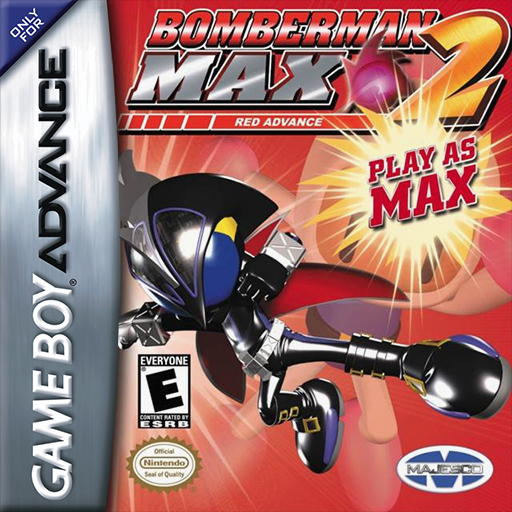 ONLY
FOR
GAME BOY ADVANCE
BOMBERMAN
MAX 2
RED ADVANCE
PLAY AS
MAX
EVERYONE
E
CONTENT RATED BY
ESRB
Official
Nintendo
Seal of Quality
MAJESCO